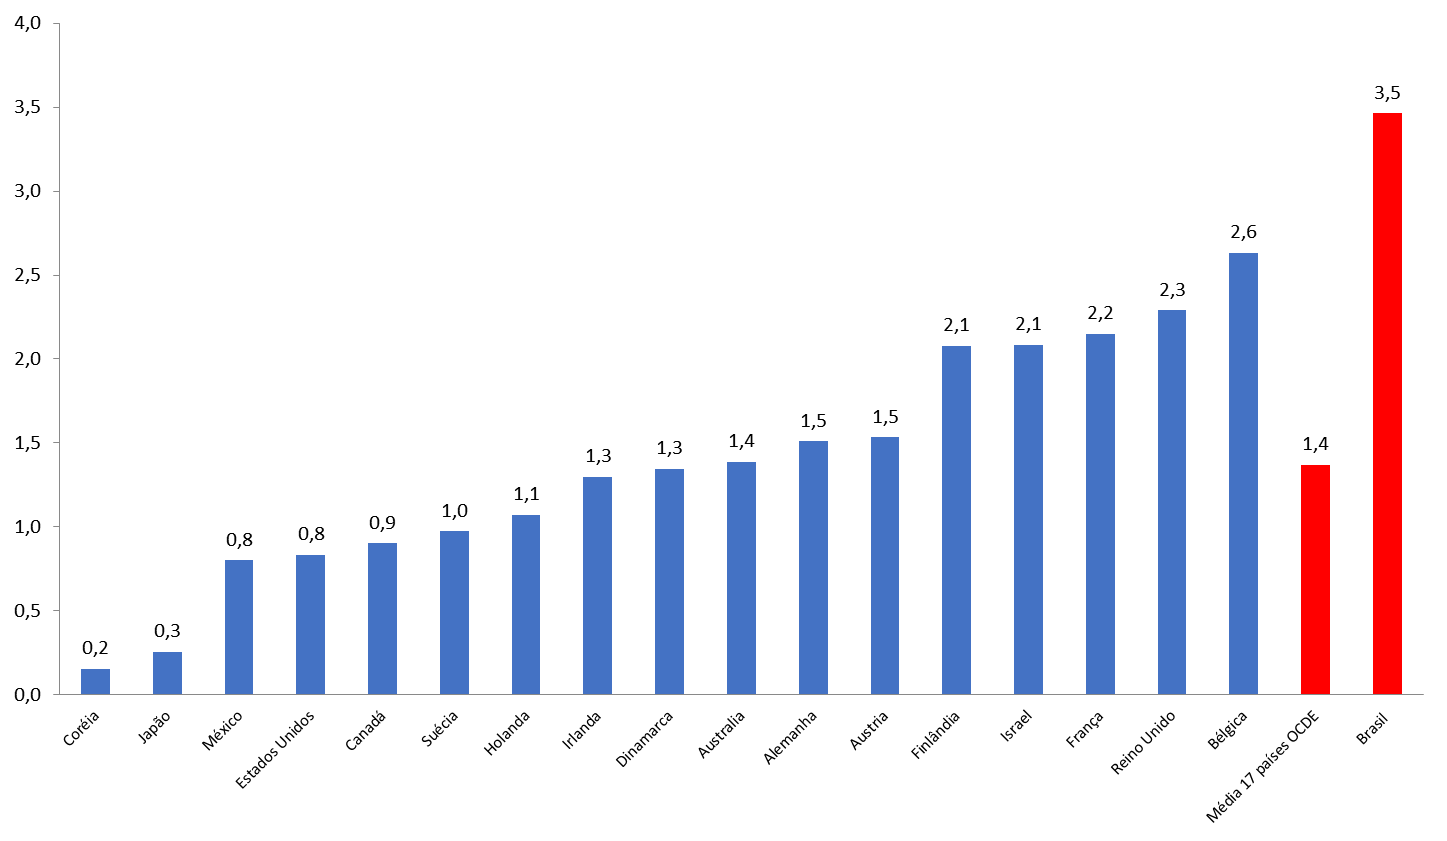 4,0
3,5
3,0
2,5
2,0
1,5
1,0
0,5
0,0
0,2
0,3
0,8
0,8
0,9
1,0
1,1
1,3
1,3
1,4
1,5
1,5
2,1
2,1
2,2
2,3
2,6
1,4
3,5
Coréia
Japão
México
Estados Unidos
Canadá
Suécia
Holanda
Irlanda
Dinamarca
Australia
Alemanha
Austria
Finlândia
Israel
França
Reino Unido
Bélgica
Média 17 países OCDE
Brasil